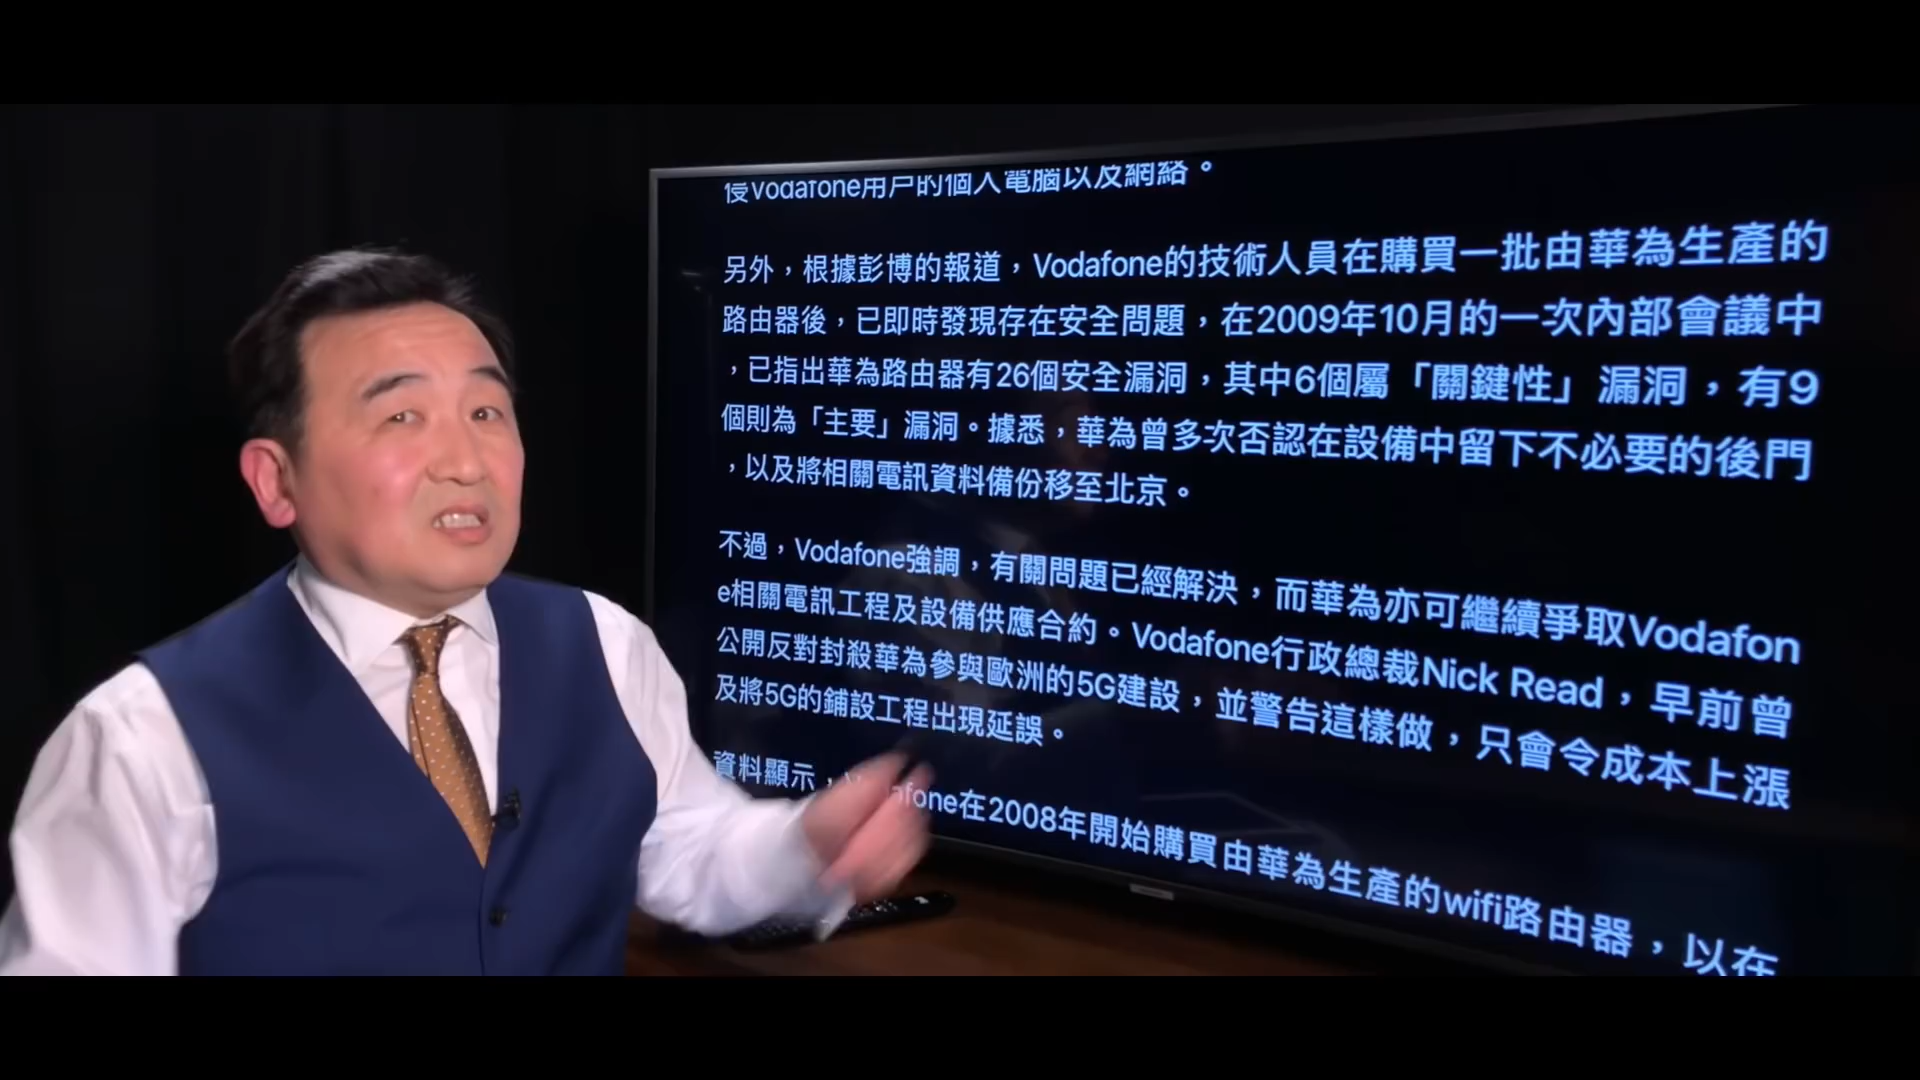 侵Vodafone用戶的個人電腦以及網絡。
另外，根據彭博的報道，Vodafone的技術人員在購買一批由華為生產的
路由器後，已即時發現存在安全問題，在2009年10月的一次內部會議中
，已指出華為路由器有26個安全漏洞，其中6個屬「關鍵性」漏洞，有9
個則為「主要」漏洞。據悉，華為曾多次否認在設備中留下不必要的後門
，以及將相關電訊資料備份移至北京。
不過，Vodafone強調，有關問題已經解決，而華為亦可繼續爭取Vodafon
e相關電訊工程及設備供應合約。Vodafone行政總裁Nick Read，早前曾
公開反對封殺華為參與歐洲的5G建設，並警告這樣做，只會令成本上漲
及將5G的鋪設工程出現延誤。
資料顯示，Vodafone在2008年開始購買由華為生產的wifi路由器，以在